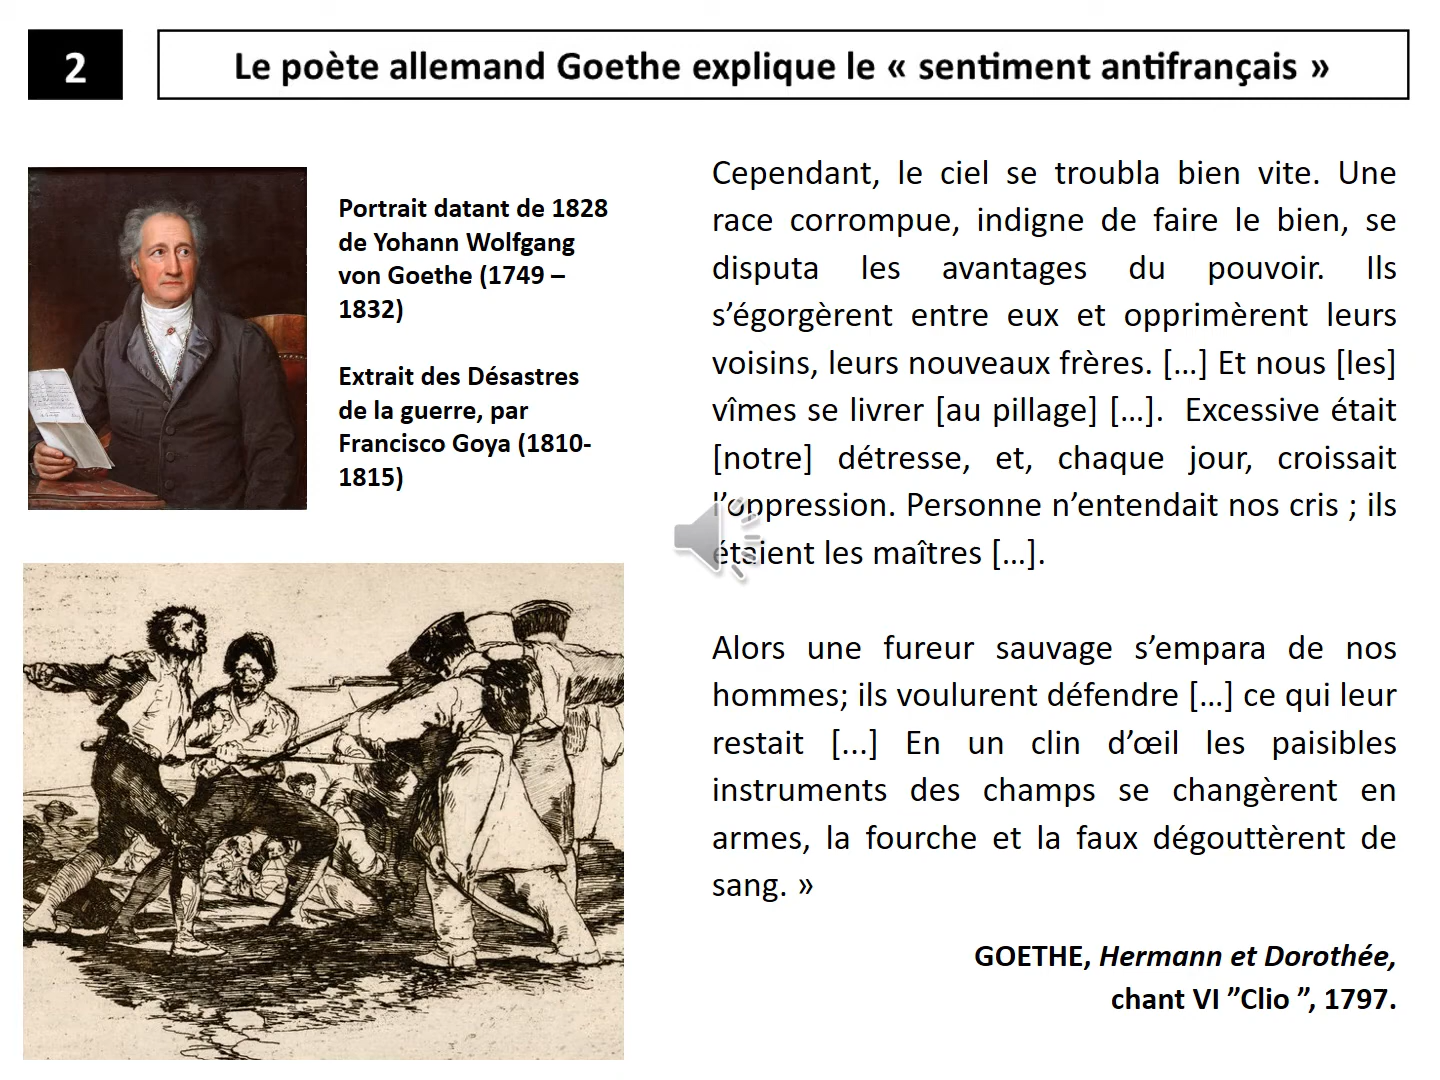 2
Le poète allemand Goethe explique le « sentiment antifrançais »
Portrait datant de 1828
de Yohann Wolfgang
von Goethe (1749 –
1832)
Extrait des Désastres
de la guerre, par
Francisco Goya (1810-
1815)
Cependant, le ciel se troubla bien vite. Une
race corrompue, indigne de faire le bien, se
disputa les avantages du pouvoir. Ils
s’égorgèrent entre eux et opprimèrent leurs
voisins, leurs nouveaux frères. […] Et nous [les]
vîmes se livrer [au pillage] […]. Excessive était
[notre] détresse, et, chaque jour, croissait
l’oppression. Personne n’entendait nos cris ; ils
étaient les maîtres […].
Alors une fureur sauvage s’empara de nos
hommes; ils voulurent défendre […] ce qui leur
restait [...] En un clin d’œil les paisibles
instruments des champs se changèrent en
armes, la fourche et la faux dégouttèrent de
sang. »
GOETHE, Hermann et Dorothée,
chant VI ”Clio ”, 1797.